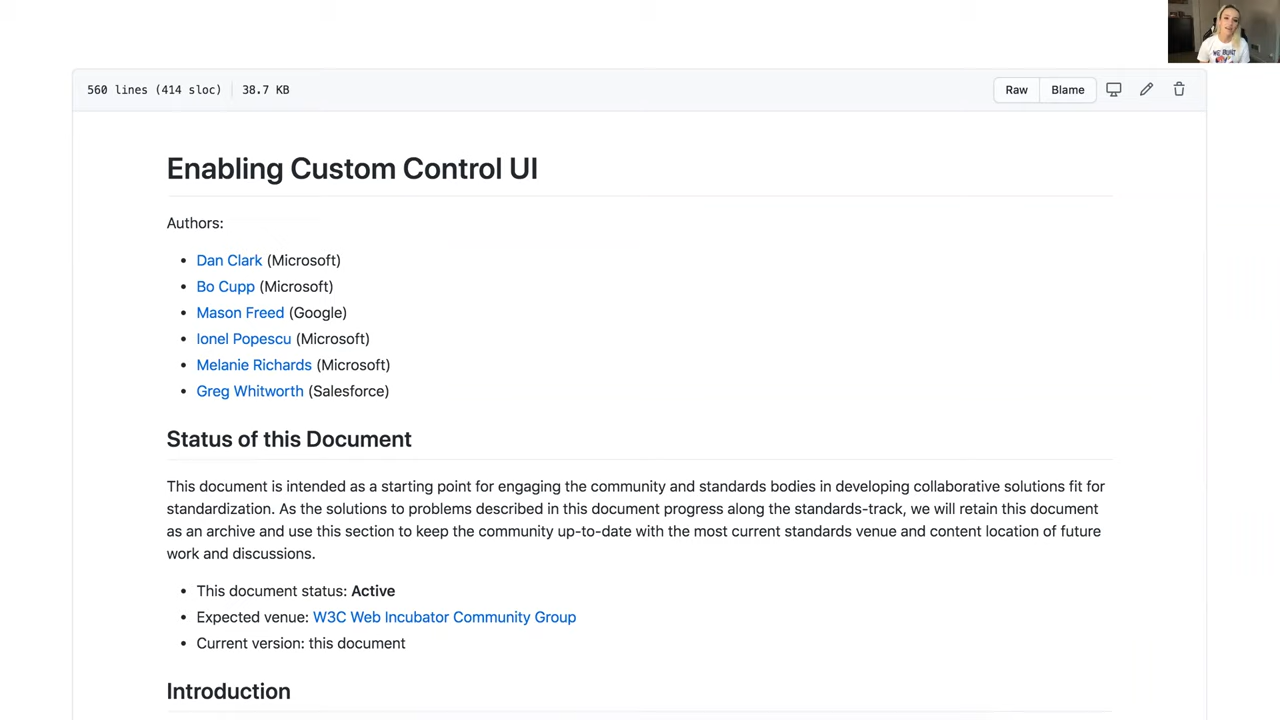 560 lines (414 sloc) 38.7 KB Raw Blame
Enabling Custom Control UI
Authors:
Dan Clark (Microsoft)
Bo Cupp (Microsoft)
Mason Freed (Google)
Ionel Popescu (Microsoft)
Melanie Richards (Microsoft)
Greg Whitworth (Salesforce)
Status of this Document
This document is intended as a starting point for engaging the community and standards bodies in developing collaborative solutions fit for
standardization. As the solutions to problems described in this document progress along the standards-track, we will retain this document
as an archive and use this section to keep the community up-to-date with the most current standards venue and content location of future
work and discussions.
This document status: Active
Expected venue: W3C Web Incubator Community Group
Current version: this document
Introduction